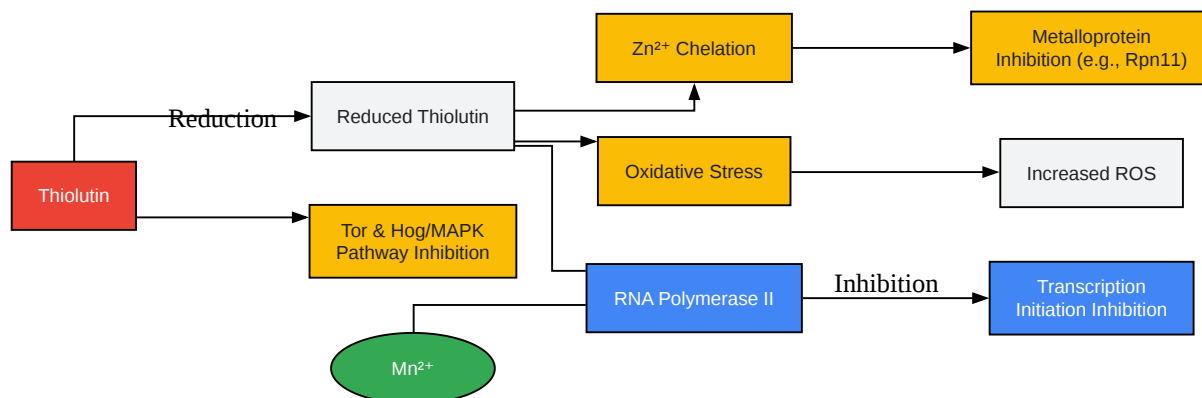 Zn²⁺ Chelation
Metalloprotein
Inhibition (e.g., Rpn11)
Reduction
Reduced Thiolutin
Oxidative Stress
Increased ROS
Thiolutin
Tor & Hog/MAPK
Pathway Inhibition
RNA Polymerase II
Inhibition
Transcription
Initiation Inhibition
Mn²⁺